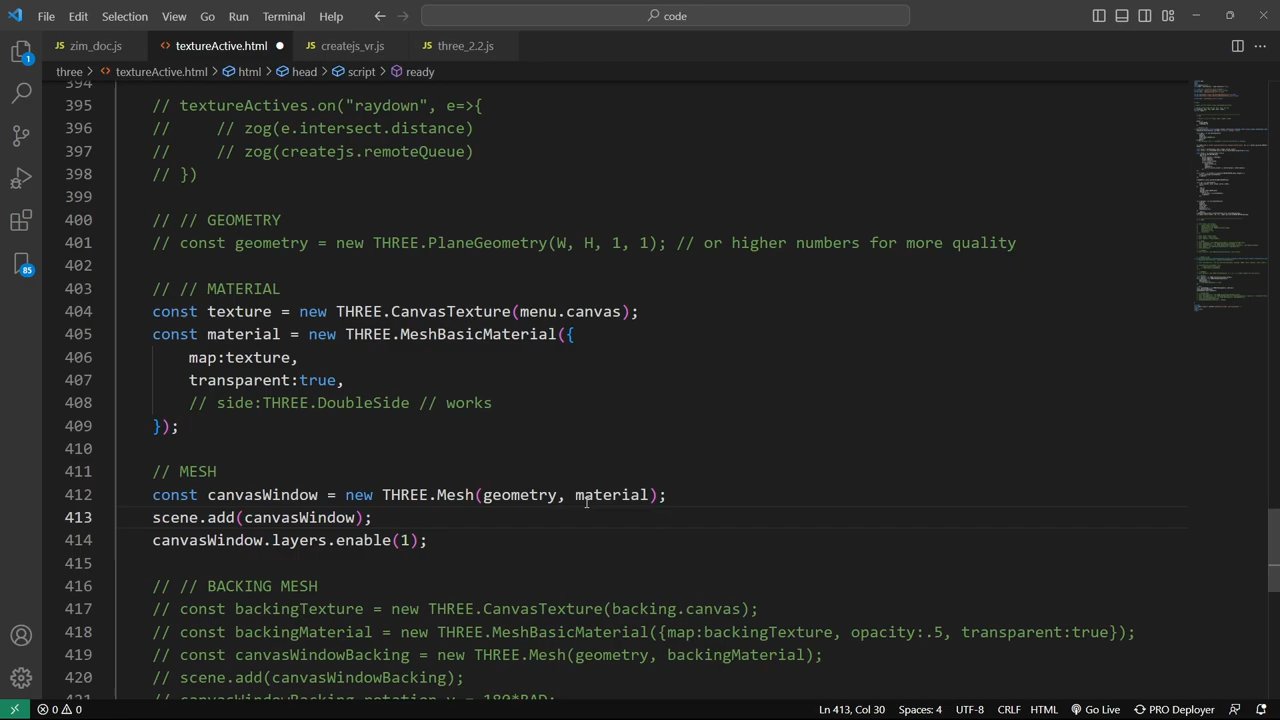 File Edit Selection View Go Run Terminal Help
code
zim_doc.js
textureActive.html
createjs_vr.js
three_2.2.js
three > textureActive.html > html > head > script > ready
394
395 // textureActives.on("raydown", e=>{
396 //     // zog(e.intersect.distance)
397 //     // zog(createjs.remoteQueue)
398 // })
399
400 // // GEOMETRY
401 // const geometry = new THREE.PlaneGeometry(W, H, 1, 1); // or higher numbers for more quality
402
403 // // MATERIAL
404 const texture = new THREE.CanvasTexture(menu.canvas);
405 const material = new THREE.MeshBasicMaterial({
406     map:texture,
407     transparent:true,
408     // side:THREE.DoubleSide // works
409 });
410
411 // MESH
412 const canvasWindow = new THREE.Mesh(geometry, material);
413 scene.add(canvasWindow);
414 canvasWindow.layers.enable(1);
415
416 // // BACKING MESH
417 // const backingTexture = new THREE.CanvasTexture(backing.canvas);
418 // const backingMaterial = new THREE.MeshBasicMaterial({map:backingTexture, opacity:.5, transparent:true});
419 // const canvasWindowBacking = new THREE.Mesh(geometry, backingMaterial);
420 // scene.add(canvasWindowBacking);
421 // canvasWindowBacking.rotation.y = 180*RAD;
1
85
0 0 Ln 413, Col 30 Spaces: 4 UTF-8 CRLF HTML Go Live PRO Deployer